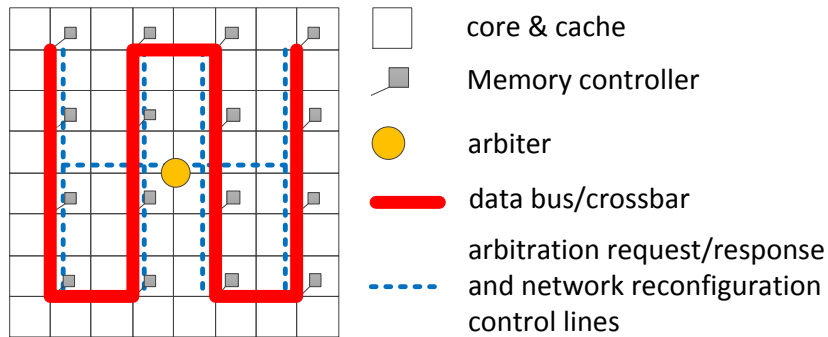 core & cache
Memory controller
arbiter
data bus/crossbar
arbitration request/response
and network reconfiguration
control lines